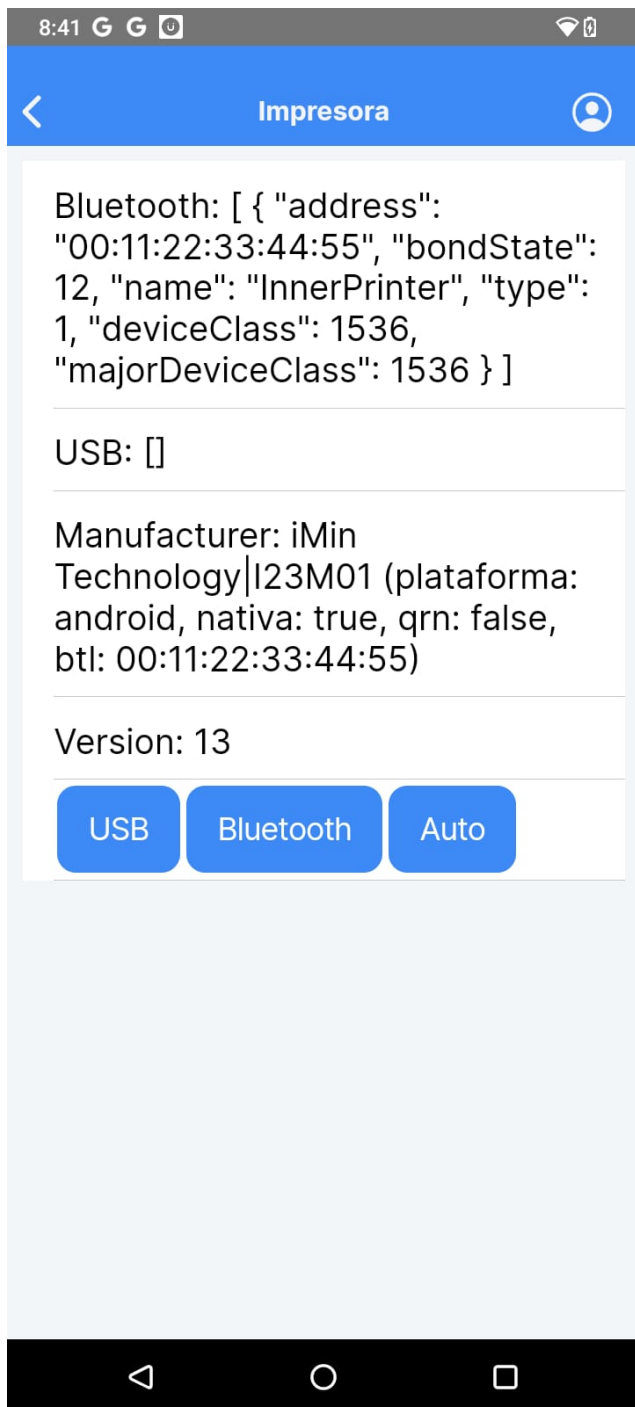 8:41 G G
Impresora
Bluetooth: [ { "address":
"00:11:22:33:44:55", "bondState":
12, "name": "InnerPrinter", "type":
1, "deviceClass": 1536,
"majorDeviceClass": 1536 } ]
USB: []
Manufacturer: iMin
Technology|I23M01 (plataforma:
android, nativa: true, qrn: false,
btl: 00:11:22:33:44:55)
Version: 13
USB Bluetooth Auto